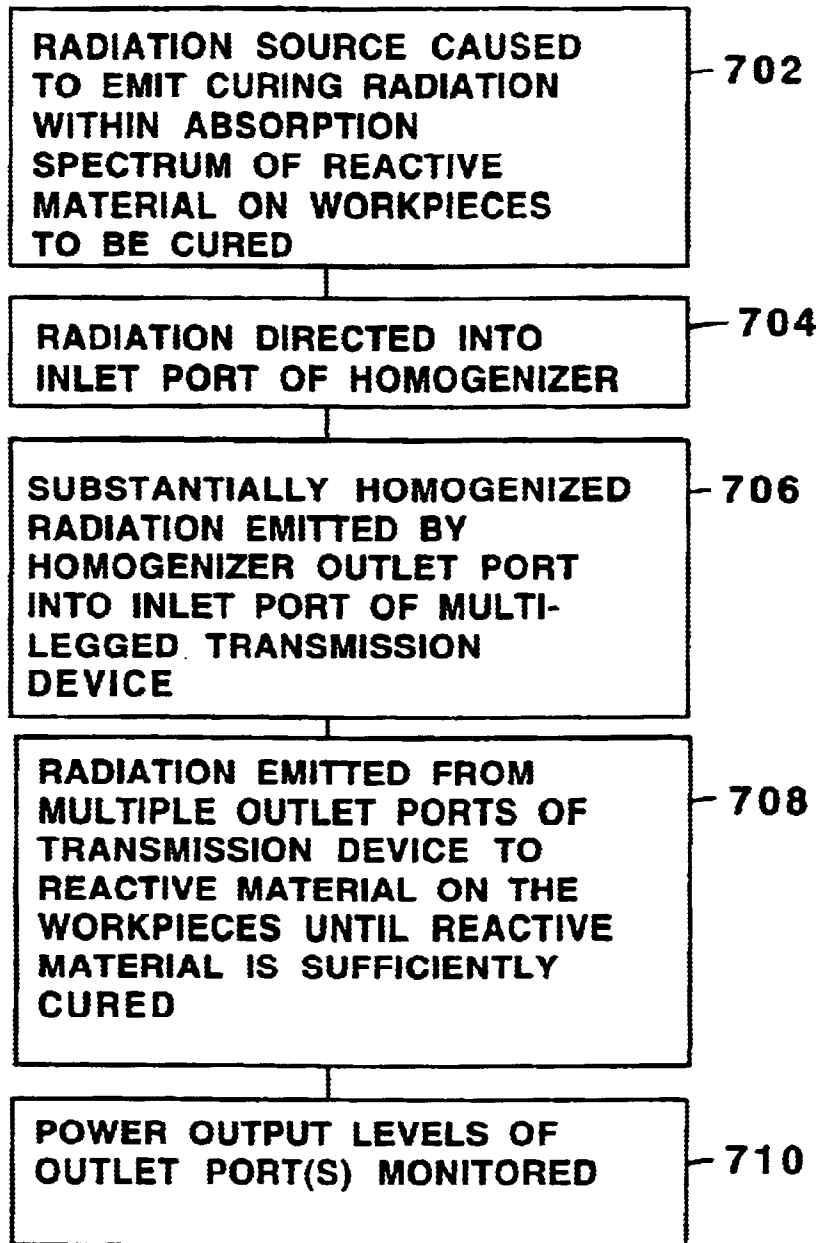 RADIATION SOURCE CAUSED
TO EMIT CURING RADIATION
WITHIN ABSORPTION
SPECTRUM OF REACTIVE
MATERIAL ON WORKPIECES
TO BE CURED
702
RADIATION DIRECTED INTO
INLET PORT OF HOMOGENIZER
704
SUBSTANTIALLY HOMOGENIZED
RADIATION EMITTED BY
HOMOGENIZER OUTLET PORT
INTO INLET PORT OF MULTI-
LEGGED TRANSMISSION
DEVICE
706
RADIATION EMITTED FROM
MULTIPLE OUTLET PORTS OF
TRANSMISSION DEVICE TO
REACTIVE MATERIAL ON THE
WORKPIECES UNTIL REACTIVE
MATERIAL IS SUFFICIENTLY
CURED
708
POWER OUTPUT LEVELS OF
OUTLET PORT(S) MONITORED
710